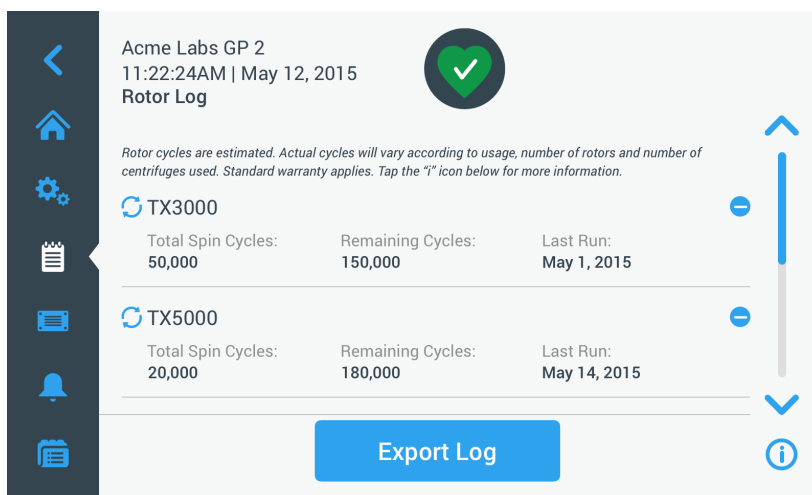 Acme Labs GP 2
11:22:24AM | May 12, 2015
Rotor Log
Rotor cycles are estimated. Actual cycles will vary according to usage, number of rotors and number of
centrifuges used. Standard warranty applies. Tap the “i” icon below for more information.
TX3000
Total Spin Cycles: Remaining Cycles: Last Run:
50,000 150,000 May 1, 2015
TX5000
Total Spin Cycles: Remaining Cycles: Last Run:
20,000 180,000 May 14, 2015
Export Log